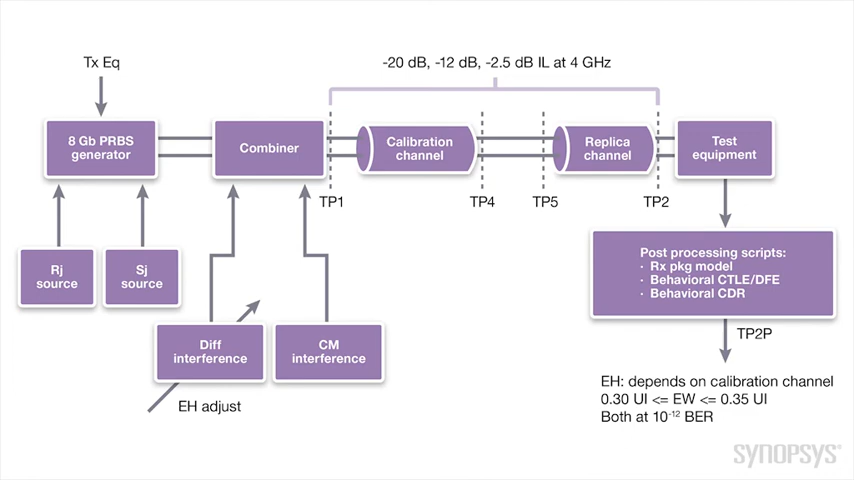 Tx Eq
-20 dB, -12 dB, -2.5 dB IL at 4 GHz
8 Gb PRBS
generator
Combiner
Calibration
channel
Replica
channel
Test
equipment
TP1
TP4
TP5
TP2
Rj
source
Sj
source
Post processing scripts:
· Rx pkg model
· Behavioral CTLE/DFE
· Behavioral CDR
Diff
interference
CM
interference
TP2P
EH adjust
EH: depends on calibration channel
0.30 UI <= EW <= 0.35 UI
Both at 10⁻¹² BER
SYNOPSYS®